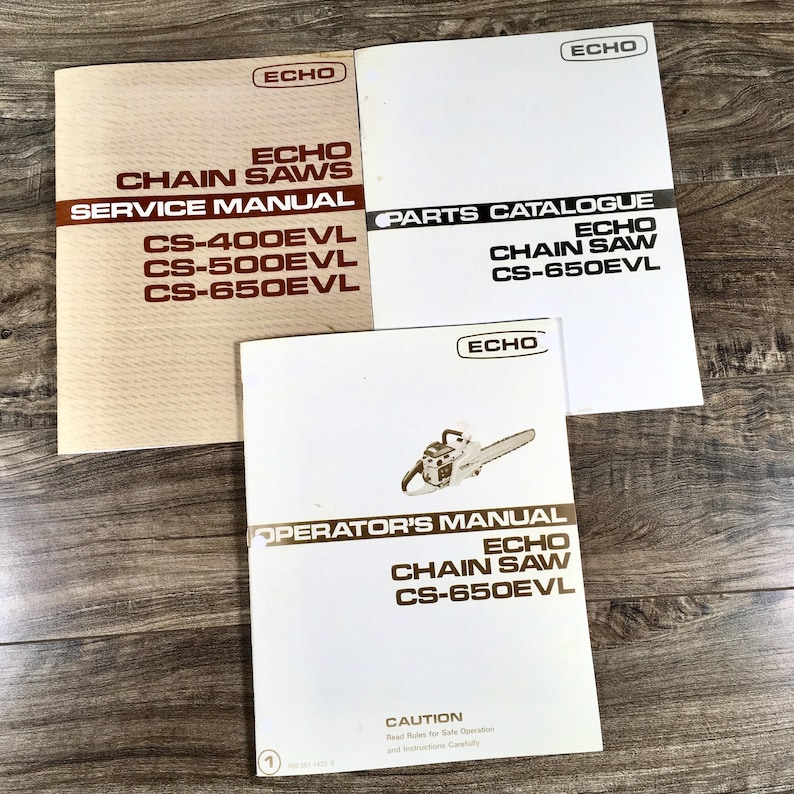 ECHO
ECHO
CHAIN SAWS
SERVICE MANUAL
CS-400EVL
CS-500EVL
CS-650EVL
ECHO
PARTS CATALOGUE
ECHO
CHAIN SAW
CS-650EVL
ECHO
OPERATOR'S MANUAL
ECHO
CHAIN SAW
CS-650EVL
CAUTION
Read Rules for Safe Operation
and Instructions Carefully
1